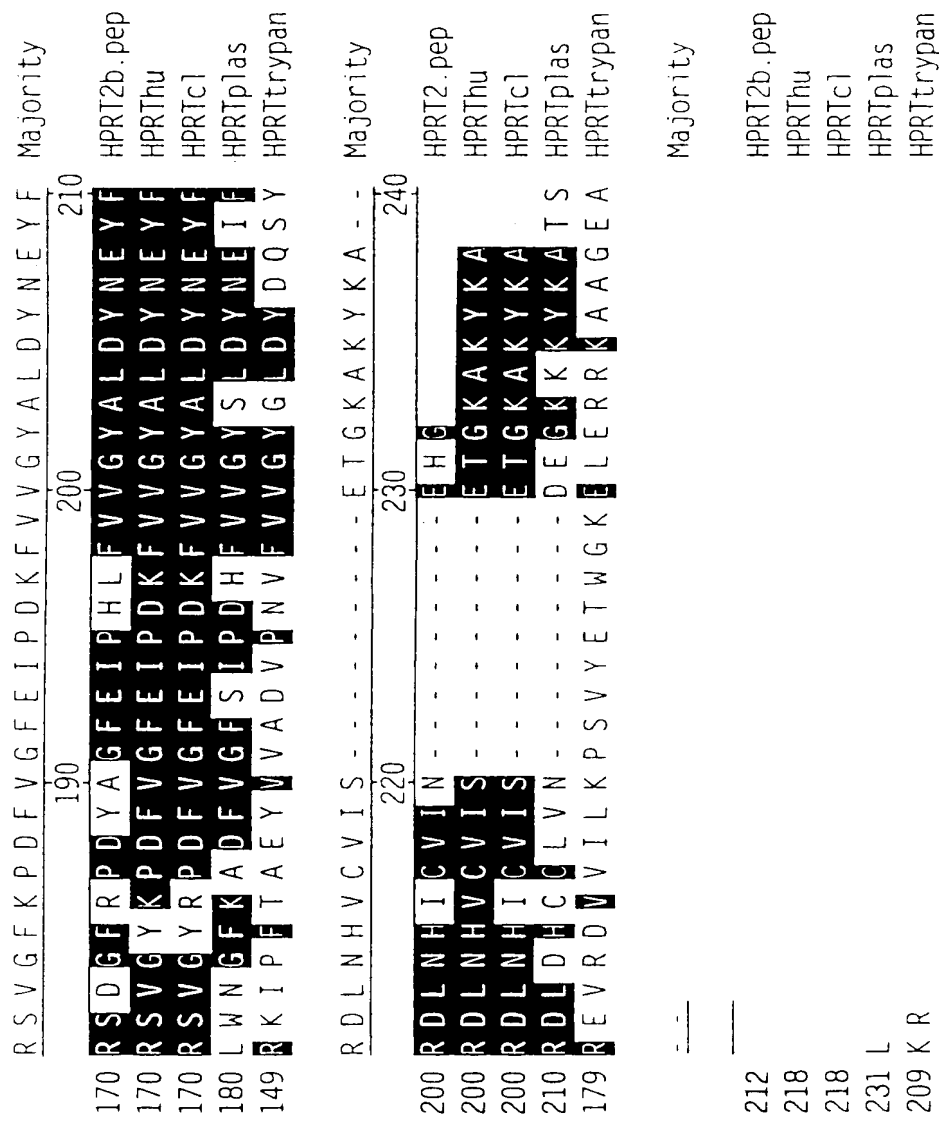 R S V G F K P D F V G F E I P D K F V V G Y A L D Y N E Y F Majority
190 200 210
170 R S D G F R P D Y A G F E I P H L F V V G Y A L D Y N E Y F HPRT2b.pep
170 R S V G Y K P D F V G F E I P D K F V V G Y A L D Y N E Y F HPRThu
170 R S V G Y R P D F V G F E I P D K F V V G Y A L D Y N E Y F HPRTcl
180 L W N G F K A D F V G F S I P D H F V V G Y S L D Y N E I F HPRTplas
149 R K I P F T A E Y V V A D V P N V F V V G Y G L D Y D Q S Y HPRTtrypan
R D L N H V C V I S - - - - - - - - - E T G K A K Y K A - - Majority
220 230 240
200 R D L N H I C V I N - - - - - - - - - E H G HPRT2.pep
200 R D L N H V C V I S - - - - - - - - - E T G K A K Y K A HPRThu
200 R D L N H I C V I S - - - - - - - - - E T G K A K Y K A HPRTcl
210 R D L D H C C L V N - - - - - - - - - D E G K K K Y K A T S HPRTplas
179 R E V R D V V I L K P S V Y E T W G K E L E R R K A A G E A HPRTtrypan
- - Majority
212 HPRT2b.pep
218 HPRThu
218 HPRTcl
231 L HPRTplas
209 K R HPRTtrypan